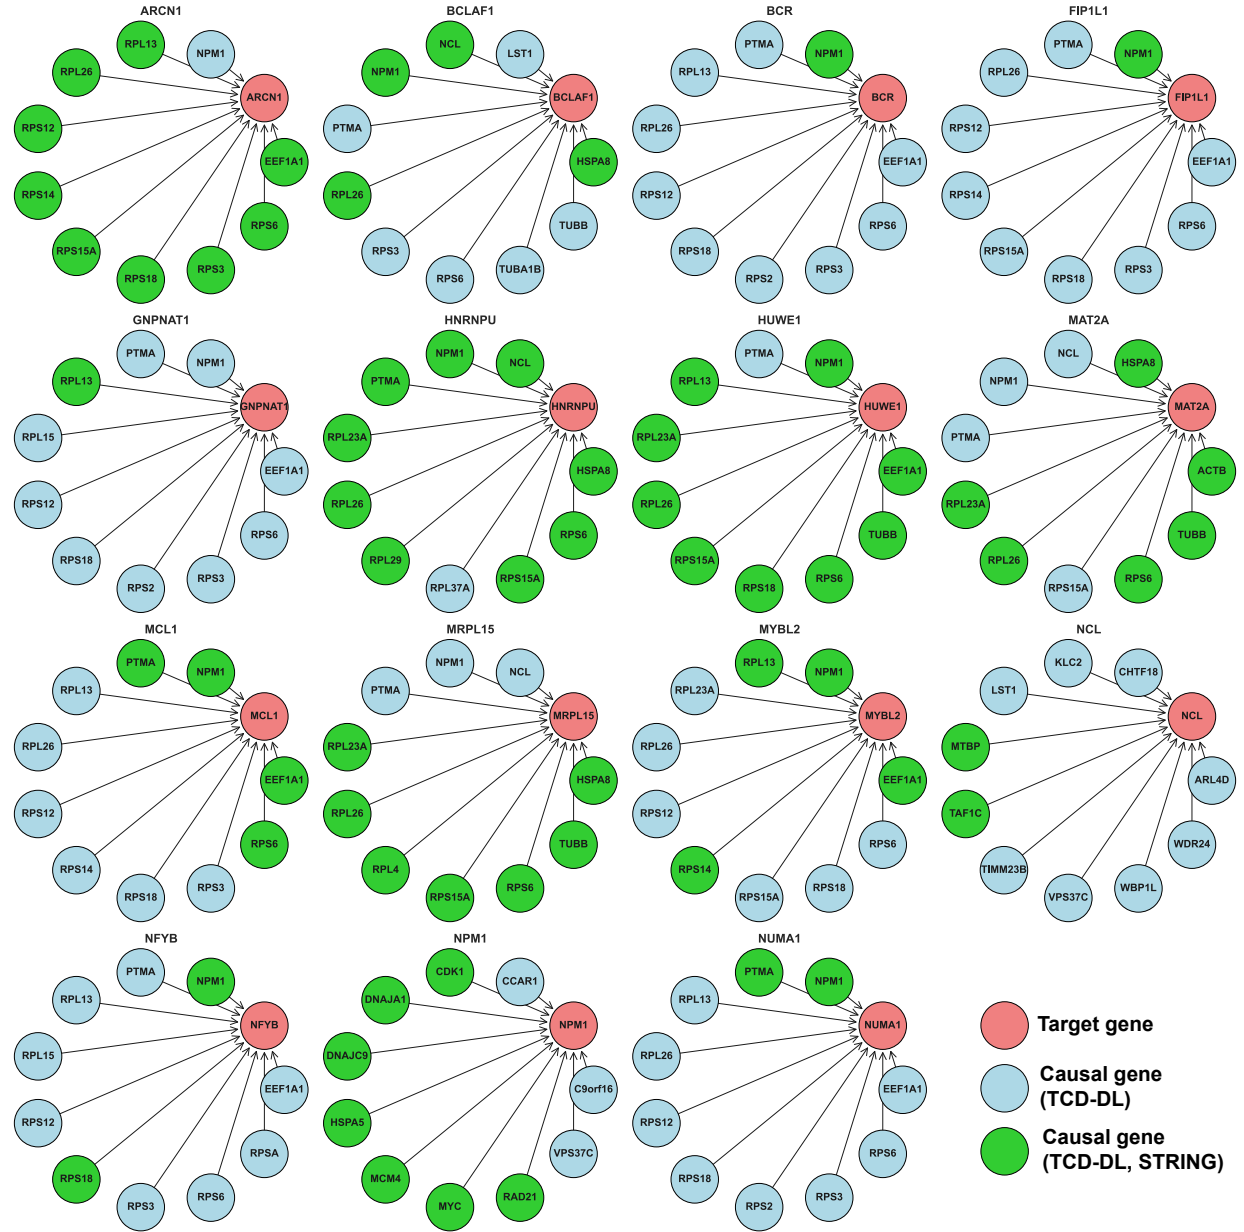 ARCN1
RPL13
NPM1
RPL26
ARCN1
RPS12
EEF1A1
RPS14
RPS6
RPS15A
RPS3
RPS18
BCLAF1
NCL
LST1
NPM1
BCLAF1
PTMA
HSPA8
RPL26
TUBB
RPS3
TUBA1B
RPS6
BCR
PTMA
NPM1
RPL13
BCR
RPL26
EEF1A1
RPS12
RPS6
RPS18
RPS3
RPS2
FIP1L1
PTMA
NPM1
RPL26
FIP1L1
RPS12
EEF1A1
RPS14
RPS6
RPS15A
RPS3
RPS18
GNPNAT1
PTMA
NPM1
RPL13
GNPNAT1
RPL15
EEF1A1
RPS12
RPS6
RPS18
RPS3
RPS2
HNRNPU
NPM1
NCL
PTMA
HNRNPU
RPL23A
HSPA8
RPL26
RPS6
RPL29
RPS15A
RPL37A
HUWE1
PTMA
NPM1
RPL13
HUWE1
RPL23A
EEF1A1
RPL26
TUBB
RPS15A
RPS6
RPS18
MAT2A
NCL
HSPA8
NPM1
MAT2A
PTMA
ACTB
RPL23A
TUBB
RPL26
RPS6
RPS15A
MCL1
PTMA
NPM1
RPL13
MCL1
RPL26
EEF1A1
RPS12
RPS6
RPS14
RPS3
RPS18
MRPL15
NPM1
NCL
PTMA
MRPL15
RPL23A
HSPA8
RPL26
TUBB
RPL4
RPS6
RPS15A
MYBL2
RPL13
NPM1
RPL23A
MYBL2
RPL26
EEF1A1
RPS12
RPS6
RPS14
RPS18
RPS15A
NCL
KLC2
CHTF18
LST1
NCL
MTBP
ARL4D
TAF1C
WDR24
TIMM23B
WBP1L
VPS37C
NFYB
PTMA
NPM1
RPL13
NFYB
RPL15
EEF1A1
RPS12
RPSA
RPS18
RPS6
RPS3
NPM1
CDK1
CCAR1
DNAJA1
NPM1
DNAJC9
C9orf16
HSPA5
VPS37C
MCM4
RAD21
MYC
NUMA1
PTMA
NPM1
RPL13
NUMA1
RPL26
EEF1A1
RPS12
RPS6
RPS18
RPS3
RPS2
Target gene
Causal gene
(TCD-DL)
Causal gene
(TCD-DL, STRING)